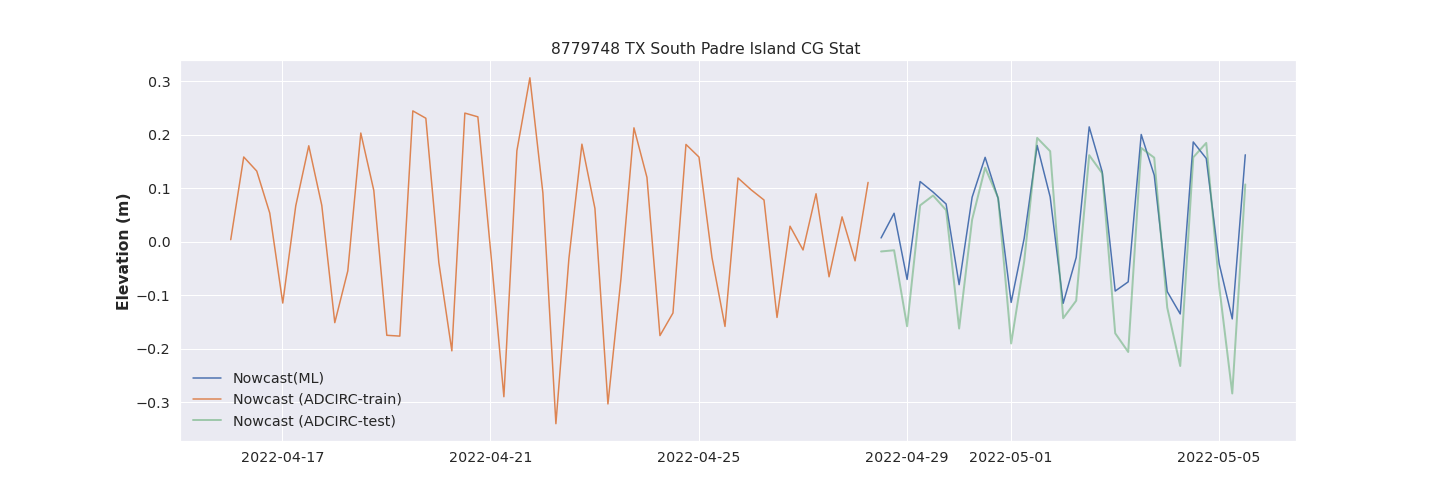 8779748 TX South Padre Island CG Stat
Elevation (m)
0.3
0.2
0.1
0.0
−0.1
−0.2
−0.3
Nowcast(ML)
Nowcast (ADCIRC-train)
Nowcast (ADCIRC-test)
2022-04-17
2022-04-21
2022-04-25
2022-04-29
2022-05-01
2022-05-05